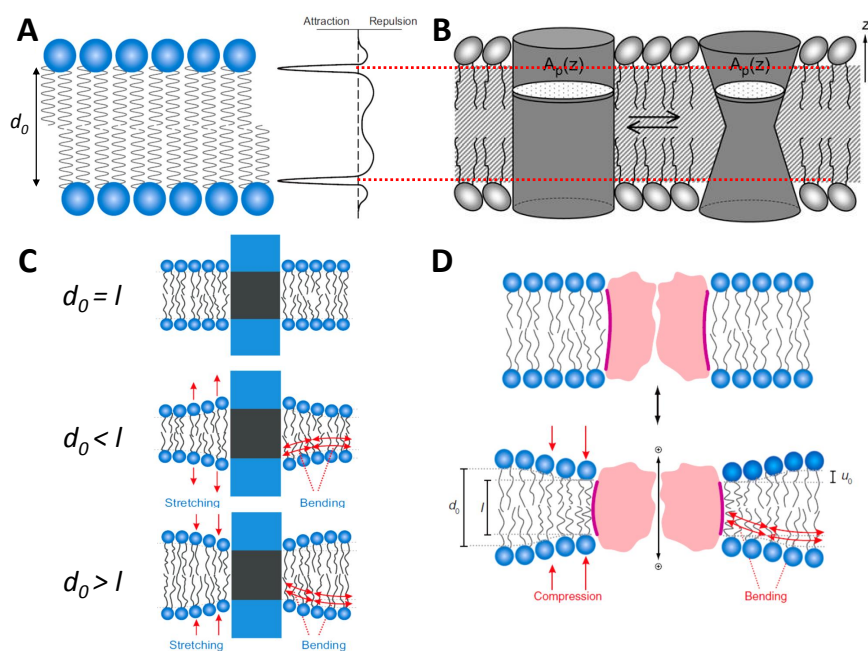 A
Attraction Repulsion
d₀
B
z
Aₚ(z)
Aₚ(z)
C
d₀ = l
d₀ < l
Stretching
Bending
d₀ > l
Stretching
Bending
D
d₀
l
u₀
Compression
Bending